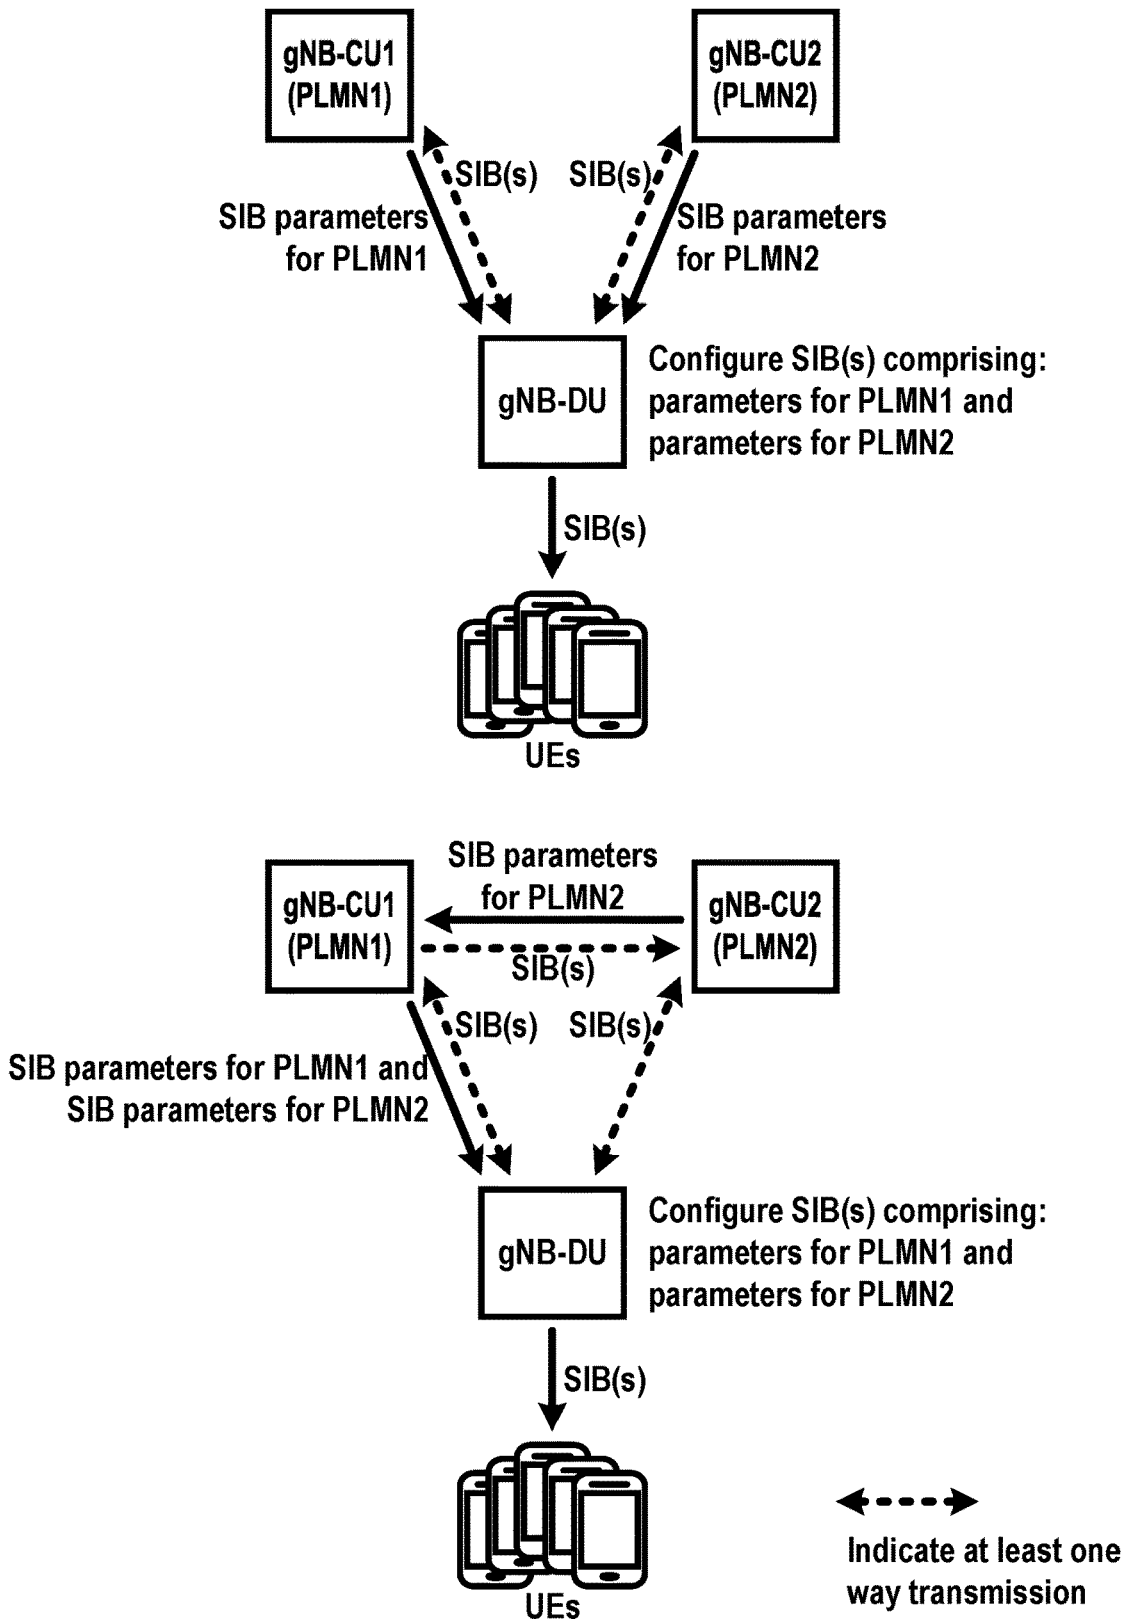 gNB-CU1
(PLMN1)
gNB-CU2
(PLMN2)
SIB(s)
SIB(s)
SIB parameters
for PLMN1
SIB parameters
for PLMN2
gNB-DU
Configure SIB(s) comprising:
parameters for PLMN1 and
parameters for PLMN2
SIB(s)
UEs
SIB parameters
for PLMN2
gNB-CU1
(PLMN1)
gNB-CU2
(PLMN2)
SIB(s)
SIB(s)
SIB(s)
SIB parameters for PLMN1 and
SIB parameters for PLMN2
gNB-DU
Configure SIB(s) comprising:
parameters for PLMN1 and
parameters for PLMN2
SIB(s)
UEs
Indicate at least one
way transmission